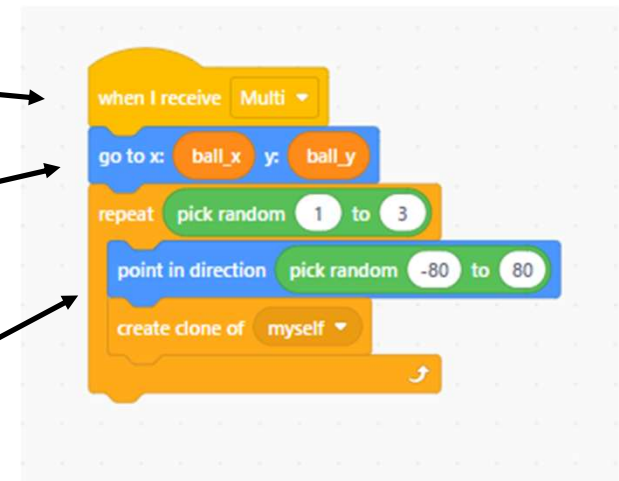 when I receive Multi
go to x: ball_x y: ball_y
repeat pick random 1 to 3
point in direction pick random -80 to 80
create clone of myself